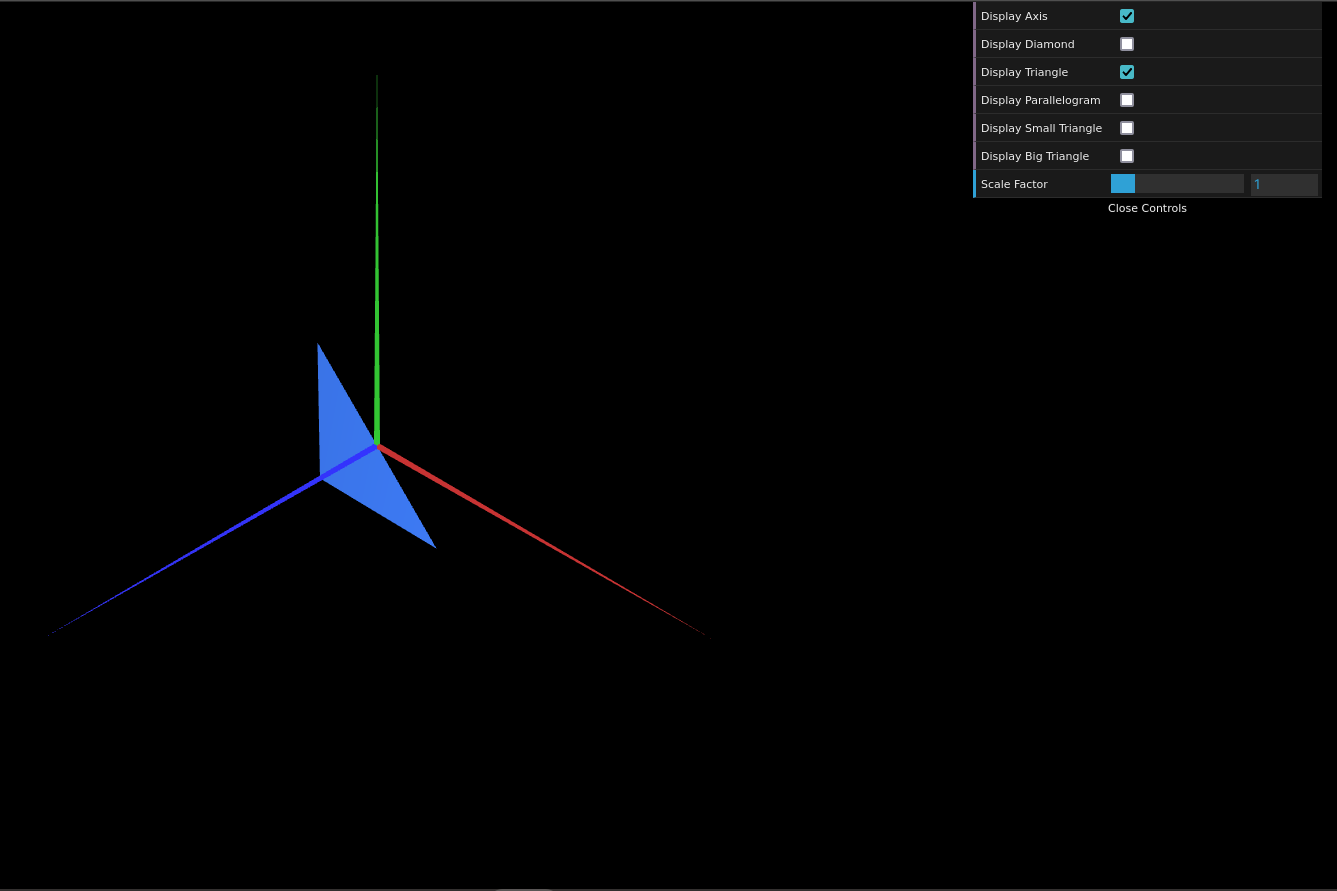 Display Axis
Display Diamond
Display Triangle
Display Parallelogram
Display Small Triangle
Display Big Triangle
Scale Factor 1
Close Controls